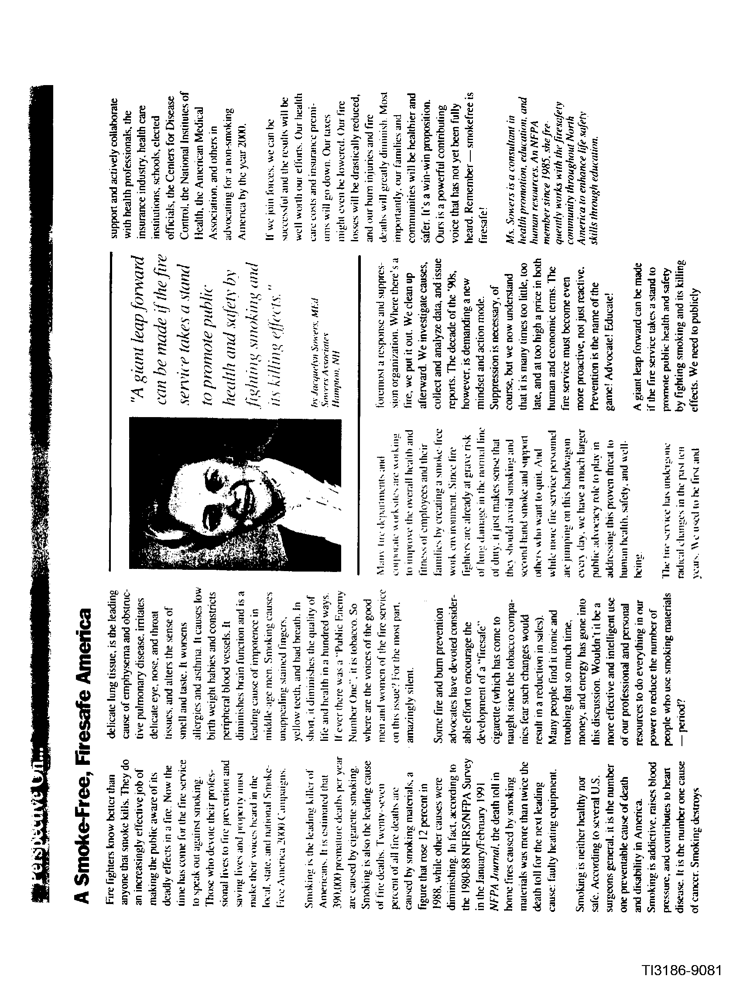 Perspective On...
A Smoke-Free, Firesafe America
Fire fighters know better than
anyone that smoke kills. They do
an increasingly effective job of
making the public aware of its
deadly effects in a fire. Now the
time has come for the fire service
to speak out against smoking.
Those who devote their profes-
sional lives to fire prevention and
saving lives and property must
make their voices heard in the
local, state, and national Smoke-
Free America 2000 Campaigns.
Smoking is the leading killer of
Americans. It is estimated that
390,000 premature deaths per year
are caused by cigarette smoking.
Smoking is also the leading cause
of fire deaths. Twenty-seven
percent of all fire deaths are
caused by smoking materials, a
figure that rose 12 percent in
1988, while other causes were
diminishing. In fact, according to
the 1980-88 NFIRS/NFPA Survey
in the January/February 1991
NFPA Journal, the death toll in
home fires caused by smoking
materials was more than twice the
death toll for the next leading
cause: faulty heating equipment.
Smoking is neither healthy nor
safe. According to several U.S.
surgeons general, it is the number
one preventable cause of death
and disability in America.
Smoking is addictive, raises blood
pressure, and contributes to heart
disease. It is the number one cause
of cancer. Smoking destroys
delicate lung tissue, is the leading
cause of emphysema and obstruc-
tive pulmonary disease, irritates
delicate eye, nose, and throat
tissues, and alters the sense of
smell and taste. It worsens
allergies and asthma. It causes low
birth weight babies and constricts
peripheral blood vessels. It
diminishes brain function and is a
leading cause of impotence in
middle age men. Smoking causes
unappealing stained fingers,
yellow teeth, and bad breath. In
short, it diminishes the quality of
life and health in a hundred ways.
If ever there was a "Public Enemy
Number One", it is tobacco. So
where are the voices of the good
men and women of the fire service
on this issue? For the most part,
amazingly silent.
Some fire and burn prevention
advocates have devoted consider-
able effort to encourage the
development of a "firesafe"
cigarette (which has come to
naught since the tobacco compa-
nies fear such changes would
result in a reduction in sales).
Many people find it ironic and
troubling that so much time,
money, and energy has gone into
this discussion. Wouldn't it be a
more effective and intelligent use
of our professional and personal
resources to do everything in our
power to reduce the number of
people who use smoking materials
— period?
Many fire departments and
corporate worksites are working
to improve the overall health and
fitness of employees and their
families by creating a smoke-free
work environment. Since fire
fighters are already at grave risk
of lung damage in the normal line
of duty, it just makes sense that
they should avoid smoking and
second hand smoke and support
others who want to quit. And
while more fire service personnel
are jumping on this bandwagon
every day, we have a much larger
public advocacy role to play in
addressing this proven threat to
human health, safety, and well-
being.
The fire service has undergone
radical changes in the past ten
years. We used to be first and
"A giant leap forward
can be made if the fire
service takes a stand
to promote public
health and safety by
fighting smoking and
its killing effects."
by Jacquelyn Sowers, MEd
Sowers Associates
Hampton, NH
foremost a response and suppres-
sion organization. Where there's a
fire, we put it out. We clean up
afterward. We investigate causes,
collect and analyze data, and issue
reports. The decade of the '90s,
however, is demanding a new
mindset and action mode.
Suppression is necessary, of
course, but we now understand
that it is many times too little, too
late, and at too high a price in both
human and economic terms. The
fire service must become even
more proactive, not just reactive.
Prevention is the name of the
game! Advocate! Educate!
A giant leap forward can be made
if the fire service takes a stand to
promote public health and safety
by fighting smoking and its killing
effects. We need to publicly
support and actively collaborate
with health professionals, the
insurance industry, health care
institutions, schools, elected
officials, the Centers for Disease
Control, the National Institutes of
Health, the American Medical
Association, and others in
advocating for a non-smoking
America by the year 2000.
If we join forces, we can be
successful and the results will be
well worth our efforts. Our health
care costs and insurance premi-
ums will go down. Our taxes
might even be lowered. Our fire
losses will be drastically reduced,
and our burn injuries and fire
deaths will greatly diminish. Most
importantly, our families and
communities will be healthier and
safer. It's a win-win proposition.
Ours is a powerful contributing
voice that has not yet been fully
heard. Remember — smokefree is
firesafe!
Ms. Sowers is a consultant in
health promotion, education, and
human resources. An NFPA
member since 1985, she fre-
quently works with the firesafety
community throughout North
America to enhance life safety
skills through education.
TI3186-9081